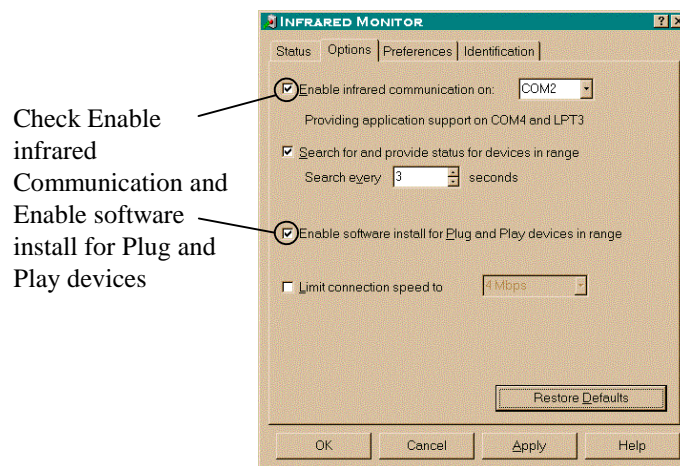 INFRARED MONITOR
Status Options Preferences Identification
Enable infrared communication on: COM2
Providing application support on COM4 and LPT3
Search for and provide status for devices in range
Search every 3 seconds
Enable software install for Plug and Play devices in range
Limit connection speed to 4 Mbps
Restore Defaults
OK Cancel Apply Help
Check Enable
infrared
Communication and
Enable software
install for Plug and
Play devices